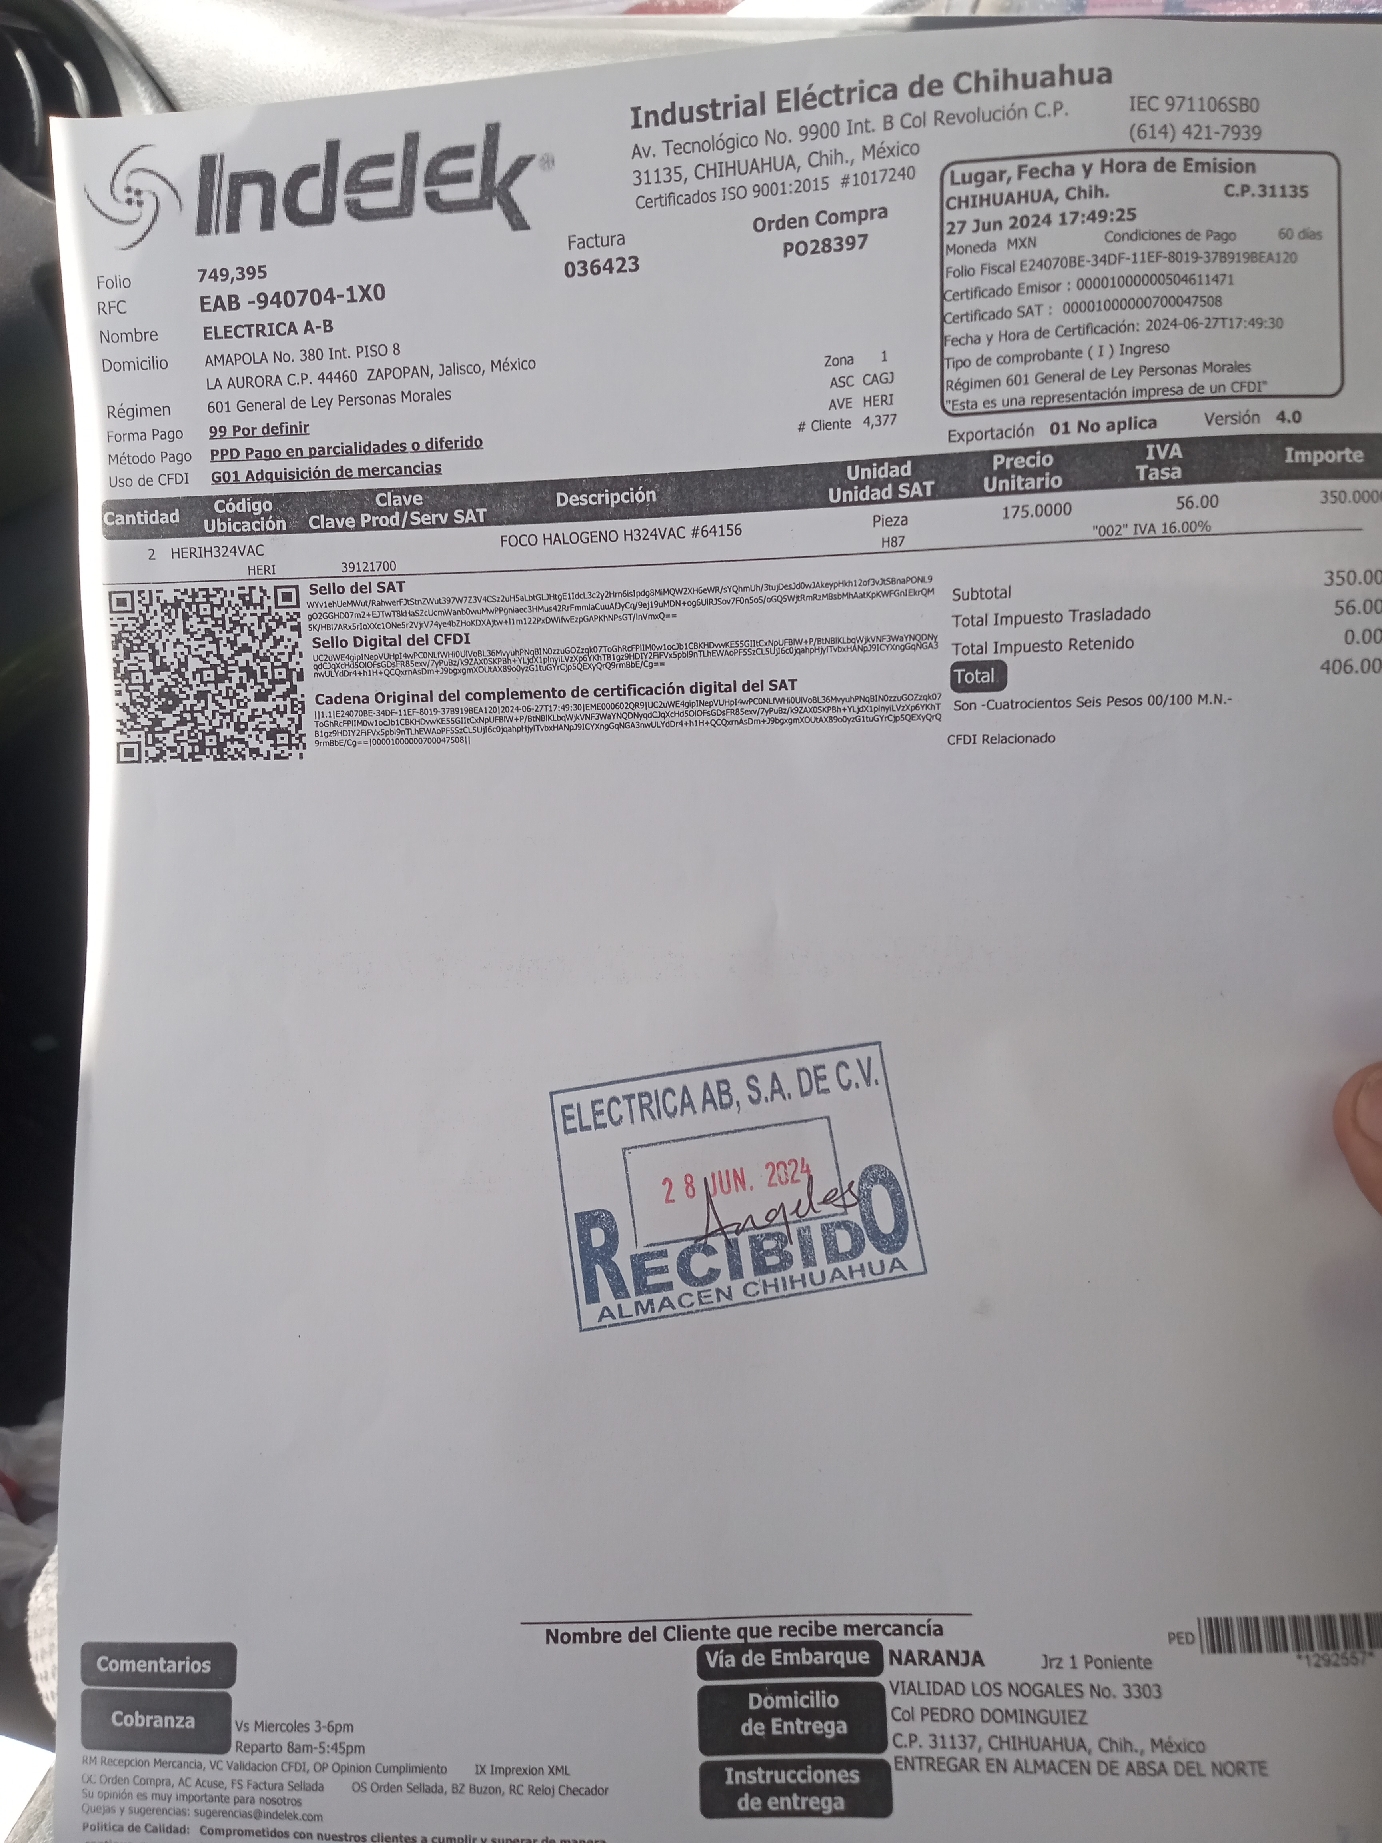 Indelek®
Industrial Eléctrica de Chihuahua
Av. Tecnológico No. 9900 Int. B Col Revolución C.P.
31135, CHIHUAHUA, Chih., México
Certificados ISO 9001:2015 #1017240
IEC 971106SB0
(614) 421-7939
Factura
036423
Orden Compra
PO28397
Lugar, Fecha y Hora de Emision
CHIHUAHUA, Chih. C.P.31135
27 Jun 2024 17:49:25
Moneda MXN Condiciones de Pago 60 días
Folio Fiscal E24070BE-34DF-11EF-8019-37B919BEA120
Certificado Emisor : 00001000000504611471
Certificado SAT : 00001000000700047508
Fecha y Hora de Certificación: 2024-06-27T17:49:30
Tipo de comprobante ( I ) Ingreso
Régimen 601 General de Ley Personas Morales
"Esta es una representación impresa de un CFDI"
Folio 749,395
RFC EAB -940704-1X0
Nombre ELECTRICA A-B
Domicilio AMAPOLA No. 380 Int. PISO 8
LA AURORA C.P. 44460 ZAPOPAN, Jalisco, México
Régimen 601 General de Ley Personas Morales
Forma Pago 99 Por definir
Método Pago PPD Pago en parcialidades o diferido
Uso de CFDI G01 Adquisición de mercancias
Zona 1
ASC CAGJ
AVE HERI
# Cliente 4,377
Exportación 01 No aplica Versión 4.0
Cantidad Código Ubicación Clave Clave Prod/Serv SAT Descripción Unidad Unidad SAT Precio Unitario IVA Tasa Importe
2 HERIH324VAC FOCO HALOGENO H324VAC #64156 Pieza 175.0000 56.00 350.000
HERI 39121700 H87 "002" IVA 16.00%
Sello del SAT
Sello Digital del CFDI
Cadena Original del complemento de certificación digital del SAT
Subtotal 350.00
Total Impuesto Trasladado 56.00
Total Impuesto Retenido 0.00
Total 406.00
Son -Cuatrocientos Seis Pesos 00/100 M.N.-
CFDI Relacionado
ELECTRICA AB, S.A. DE C.V.
28 JUN. 2024
Angeles
RECIBIDO
ALMACEN CHIHUAHUA
Nombre del Cliente que recibe mercancía
PED
*1292557*
Comentarios
Cobranza
Vs Miercoles 3-6pm
Reparto 8am-5:45pm
Vía de Embarque NARANJA Jrz 1 Poniente
Domicilio de Entrega
VIALIDAD LOS NOGALES No. 3303
Col PEDRO DOMINGUIEZ
C.P. 31137, CHIHUAHUA, Chih., México
Instrucciones de entrega
ENTREGAR EN ALMACEN DE ABSA DEL NORTE
RM Recepcion Mercancia, VC Validacion CFDI, OP Opinion Cumplimiento IX Imprexion XML
OC Orden Compra, AC Acuse, FS Factura Sellada OS Orden Sellada, BZ Buzon, RC Reloj Checador
Su opinión es muy importante para nosotros
Quejas y sugerencias: sugerencias@indelek.com
Politica de Calidad: Comprometidos con nuestros clientes a cumplir y superar de manera